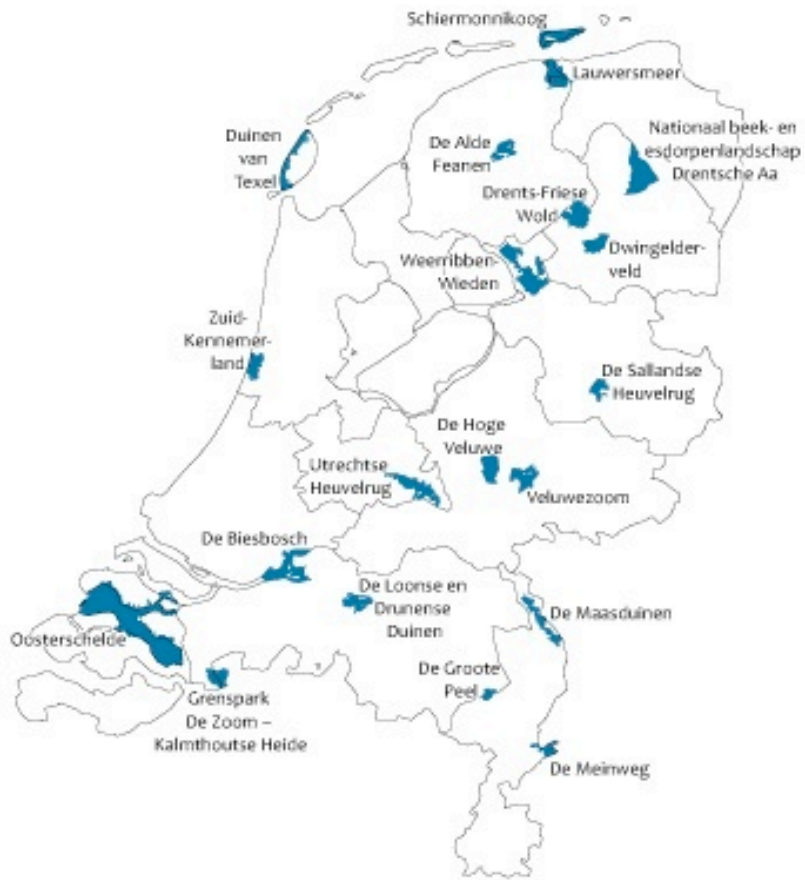 Schiermonnikoog
Lauwersmeer
Duinen
van
Texel
De Alde
Feanen
Nationaal beek- en
esdorpenlandschap
Drentsche Aa
Drents-Friese
Wold
Dwingelder-
veld
Weerribben-
Wieden
Zuid-
Kennemer-
land
De Sallandse
Heuvelrug
De Hoge
Veluwe
Utrechtse
Heuvelrug
Veluwezoom
De Biesbosch
De Loonse en
Drunense
Duinen
De Maasduinen
Oosterschelde
De Groote
Peel
Grenspark
De Zoom –
Kalmthoutse Heide
De Meinweg